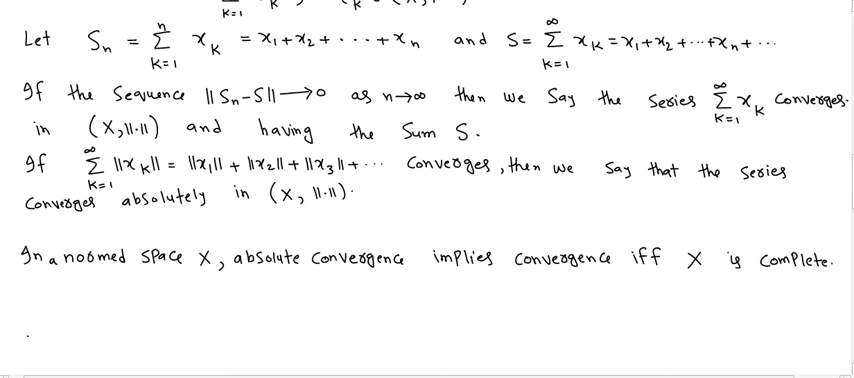 Let S_n = Σ_{k=1}^{n} x_k = x_1 + x_2 + ... + x_n and S = Σ_{k=1}^{∞} x_k = x_1 + x_2 + ... + x_n + ...
If the Sequence ||S_n - S|| → 0 as n → ∞ then we say the series Σ_{k=1}^{∞} x_k converges.
in (X, ||·||) and having the sum S.
If Σ_{k=1}^{∞} ||x_k|| = ||x_1|| + ||x_2|| + ||x_3|| + ... converges, then we say that the series
converges absolutely in (X, ||·||).
In a normed space X, absolute convergence implies convergence iff X is complete.